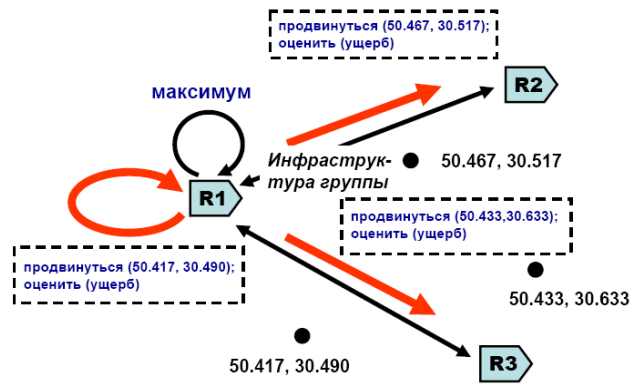 продвинуться (50.467, 30.517);
оценить (ущерб)
R2
максимум
Инфраструк-
тура группы
50.467, 30.517
R1
продвинуться (50.433,30.633);
оценить (ущерб)
продвинуться (50.417, 30.490);
оценить (ущерб)
50.433, 30.633
50.417, 30.490
R3